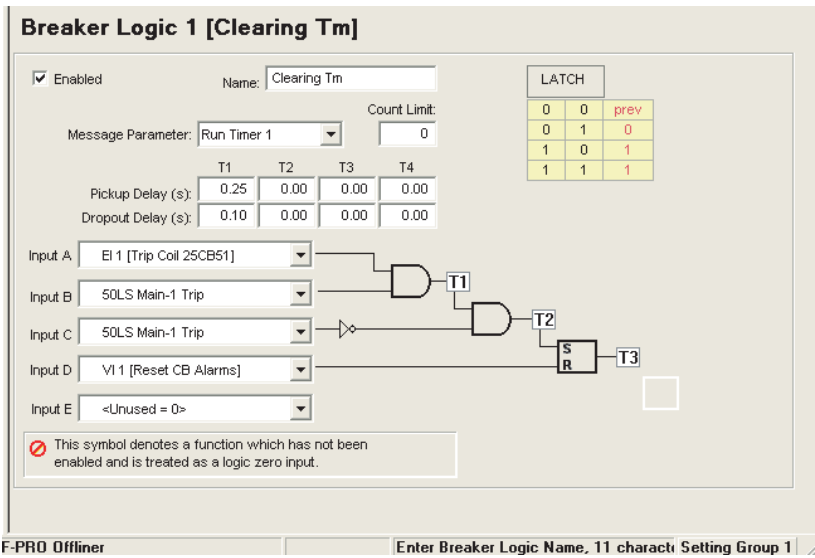 Breaker Logic 1 [Clearing Tm]
Enabled
Name: Clearing Tm
LATCH
Count Limit:
0 0 prev
Message Parameter: Run Timer 1 0
0 1 0
1 0 1
1 1 1
T1 T2 T3 T4
Pickup Delay (s): 0.25 0.00 0.00 0.00
Dropout Delay (s): 0.10 0.00 0.00 0.00
Input A EI 1 [Trip Coil 25CB51]
T1
Input B 50LS Main-1 Trip
T2
Input C 50LS Main-1 Trip
S
R
T3
Input D VI 1 [Reset CB Alarms]
Input E <Unused = 0>
This symbol denotes a function which has not been
enabled and is treated as a logic zero input.
F-PRO Offliner Enter Breaker Logic Name, 11 charact Setting Group 1